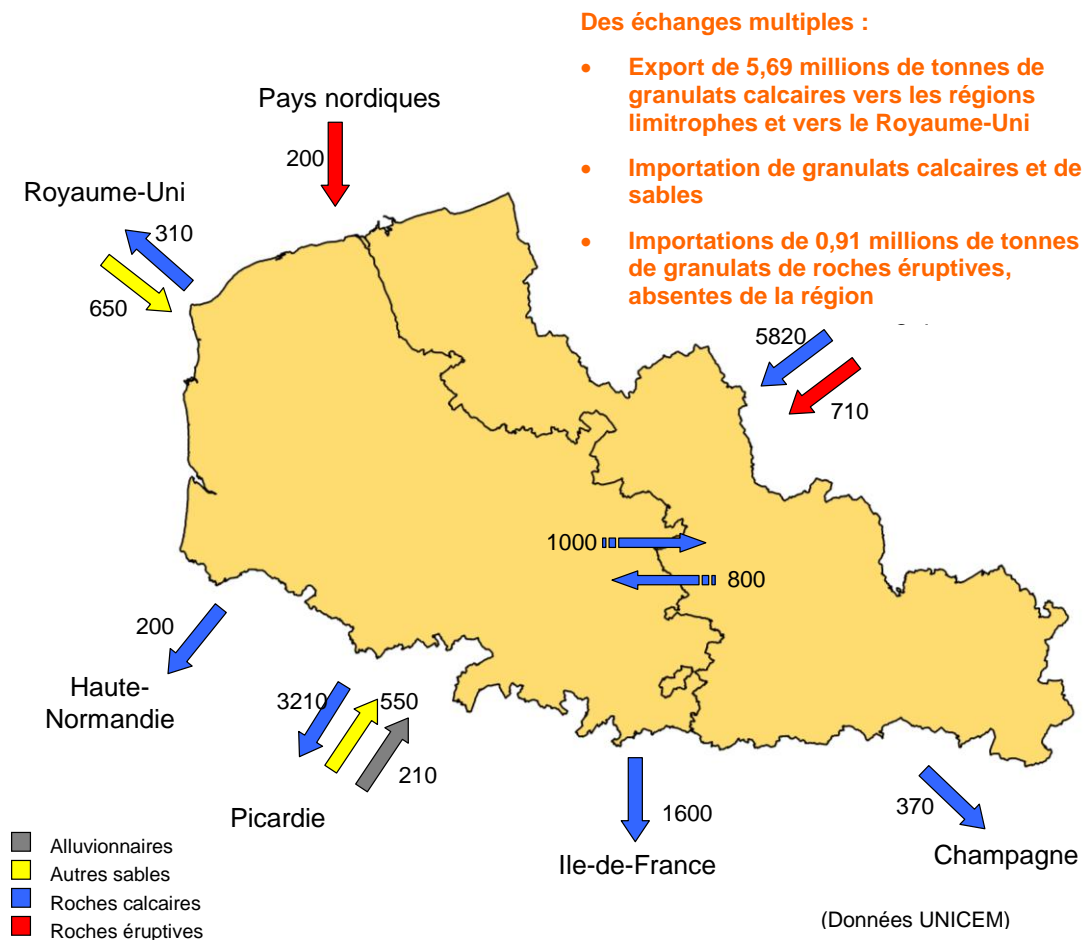 Des échanges multiples :
• Export de 5,69 millions de tonnes de
granulats calcaires vers les régions
limitrophes et vers le Royaume-Uni
• Importation de granulats calcaires et de
sables
• Importations de 0,91 millions de tonnes
de granulats de roches éruptives,
absentes de la région
Pays nordiques
200
Royaume-Uni
310
650
5820
710
1000
800
200
Haute-
Normandie
3210
550
210
Picardie
1600
Ile-de-France
370
Champagne
Alluvionnaires
Autres sables
Roches calcaires
Roches éruptives
(Données UNICEM)